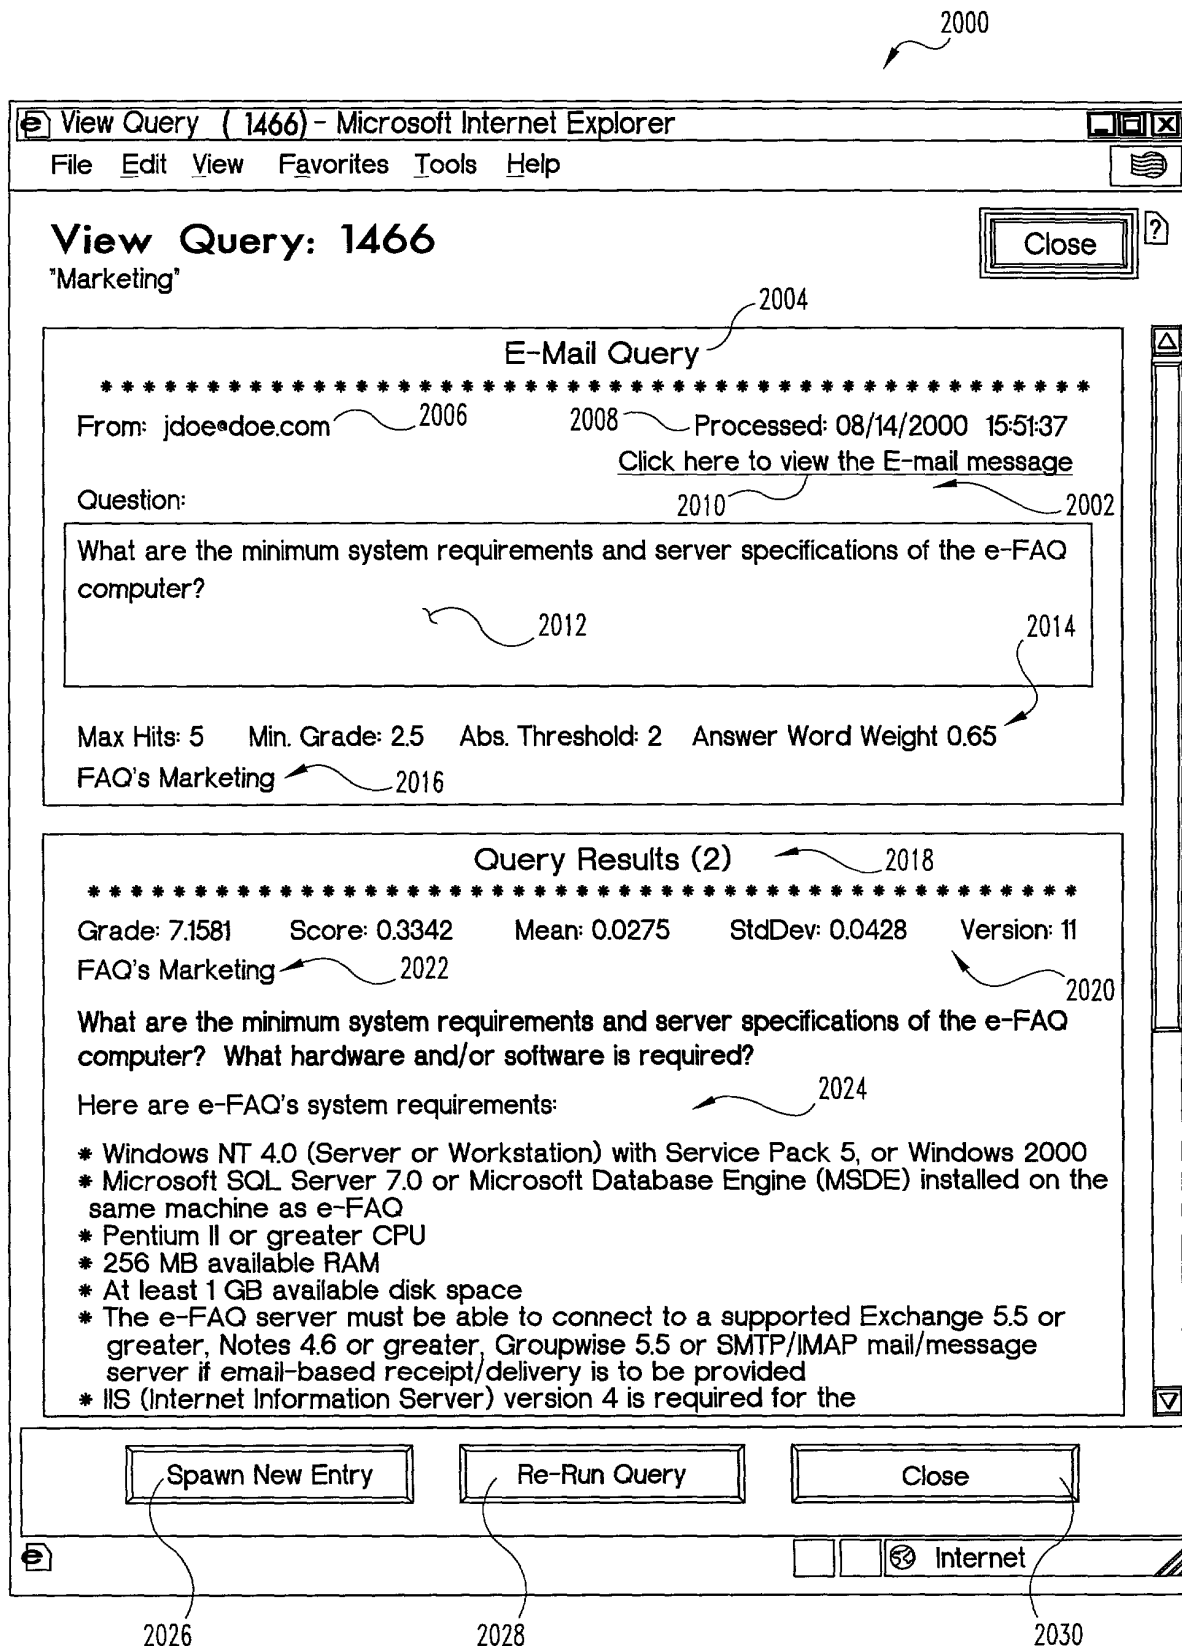 2000
View Query ( 1466) - Microsoft Internet Explorer
File Edit View Favorites Tools Help
View Query: 1466
Close
?
"Marketing"
2004
E-Mail Query
* * * * * * * * * * * * * * * * * * * * * * * * * * * * * * * * * * * * * * * * * * * * * *
From: jdoe@doe.com 2006 2008 Processed: 08/14/2000 15:51:37
Click here to view the E-mail message
Question: 2010 2002
What are the minimum system requirements and server specifications of the e-FAQ
computer?
2012 2014
Max Hits: 5 Min. Grade: 2.5 Abs. Threshold: 2 Answer Word Weight 0.65
FAQ's Marketing 2016
Query Results (2) 2018
* * * * * * * * * * * * * * * * * * * * * * * * * * * * * * * * * * * * * * * * * * * * * *
Grade: 7.1581 Score: 0.3342 Mean: 0.0275 StdDev: 0.0428 Version: 11
FAQ's Marketing 2022
2020
What are the minimum system requirements and server specifications of the e-FAQ
computer? What hardware and/or software is required?
Here are e-FAQ's system requirements: 2024
* Windows NT 4.0 (Server or Workstation) with Service Pack 5, or Windows 2000
* Microsoft SQL Server 7.0 or Microsoft Database Engine (MSDE) installed on the
same machine as e-FAQ
* Pentium II or greater CPU
* 256 MB available RAM
* At least 1 GB available disk space
* The e-FAQ server must be able to connect to a supported Exchange 5.5 or
greater, Notes 4.6 or greater, Groupwise 5.5 or SMTP/IMAP mail/message
server if email-based receipt/delivery is to be provided
* IIS (Internet Information Server) version 4 is required for the
Spawn New Entry Re-Run Query Close
Internet
2026 2028 2030